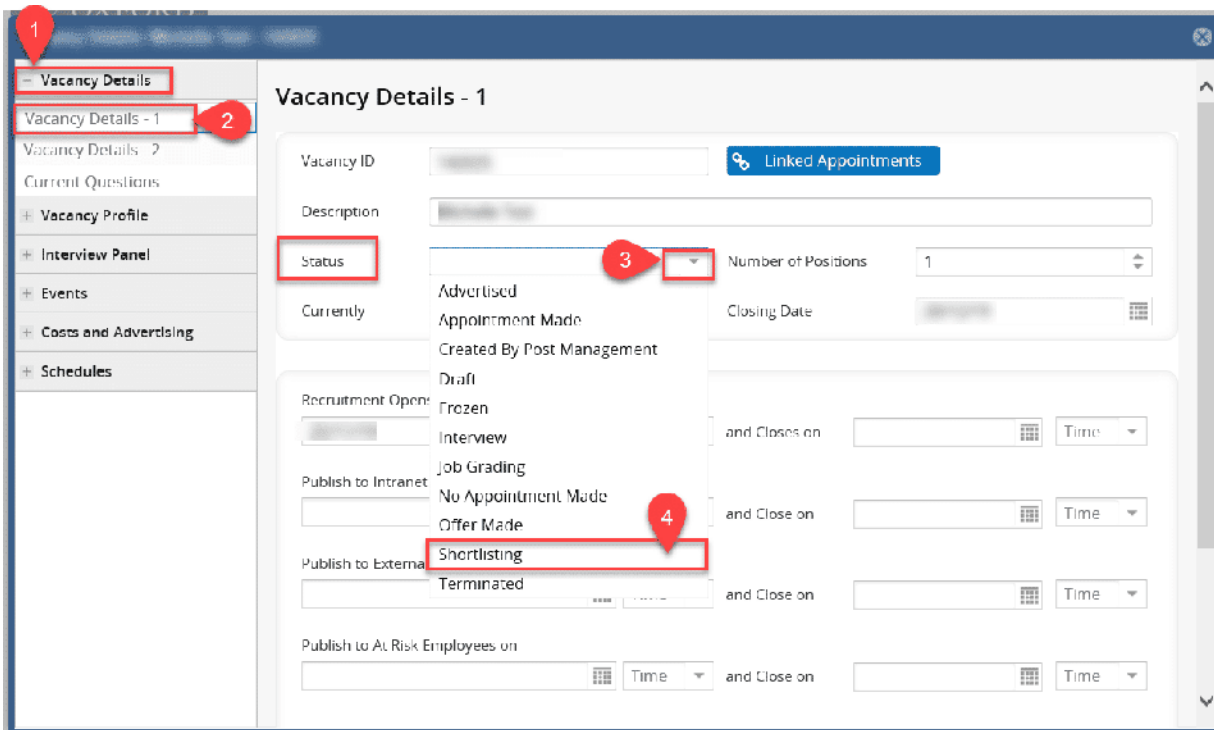 OXFORD
1
− Vacancy Details
Vacancy Details - 1
2
Vacancy Details - 2
Current Questions
+ Vacancy Profile
+ Interview Panel
+ Events
+ Costs and Advertising
+ Schedules
Vacancy Details - 1
Vacancy ID
Linked Appointments
Description
Status
3
Number of Positions 1
Currently
Closing Date
Advertised
Appointment Made
Created By Post Management
Draft
Frozen
Interview
Job Grading
No Appointment Made
Offer Made
4
Shortlisting
Terminated
Recruitment Opens
and Closes on Time
Publish to Intranet
and Close on Time
Publish to Externa
and Close on Time
Publish to At Risk Employees on
Time and Close on Time